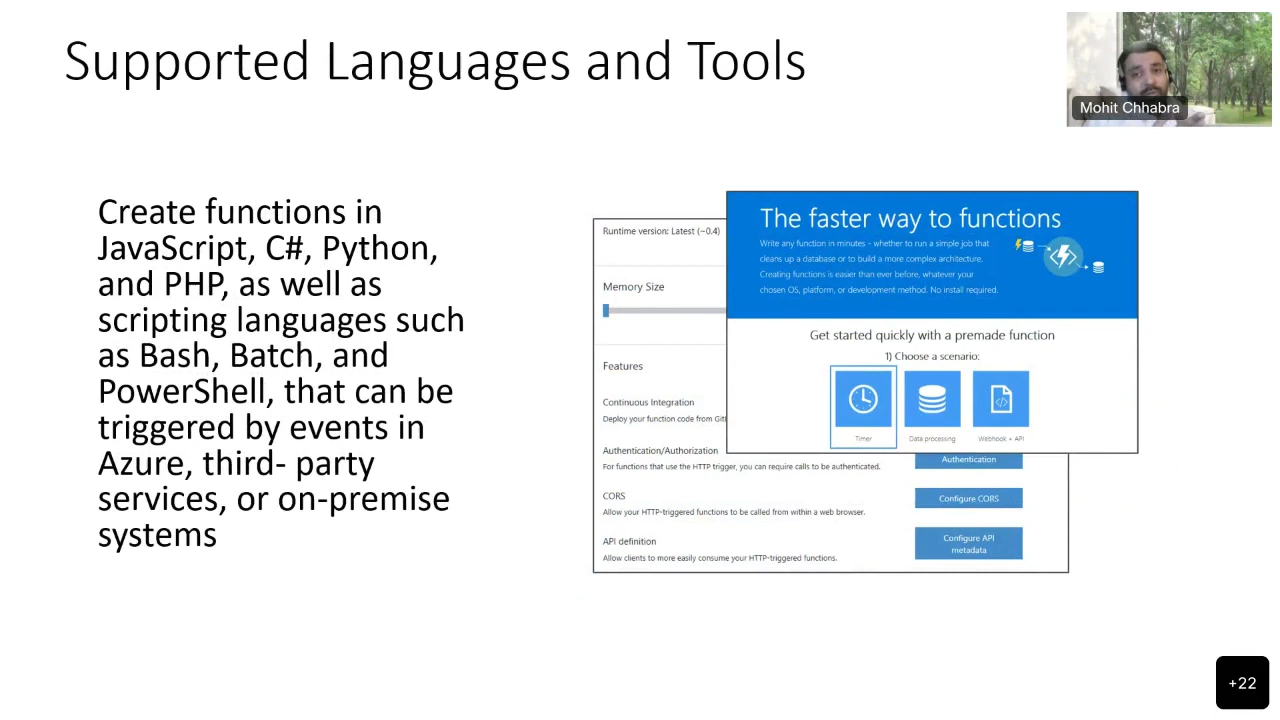 Supported Languages and Tools
Mohit Chhabra
Create functions in
JavaScript, C#, Python,
and PHP, as well as
scripting languages such
as Bash, Batch, and
PowerShell, that can be
triggered by events in
Azure, third- party
services, or on-premise
systems
Runtime version: Latest (~0.4)
Memory Size
Features
Continuous Integration
Deploy your function code from Git
Authentication/Authorization
For functions that use the HTTP trigger, you can require calls to be authenticated.
CORS
Allow your HTTP-triggered functions to be called from within a web browser.
API definition
Allow clients to more easily consume your HTTP-triggered functions.
The faster way to functions
Write any function in minutes - whether to run a simple job that
cleans up a database or to build a more complex architecture.
Creating functions is easier than ever before, whatever your
chosen OS, platform, or development method. No install required.
Get started quickly with a premade function
1) Choose a scenario:
Timer
Data processing
Webhook + API
Authentication
Configure CORS
Configure API
metadata
+22